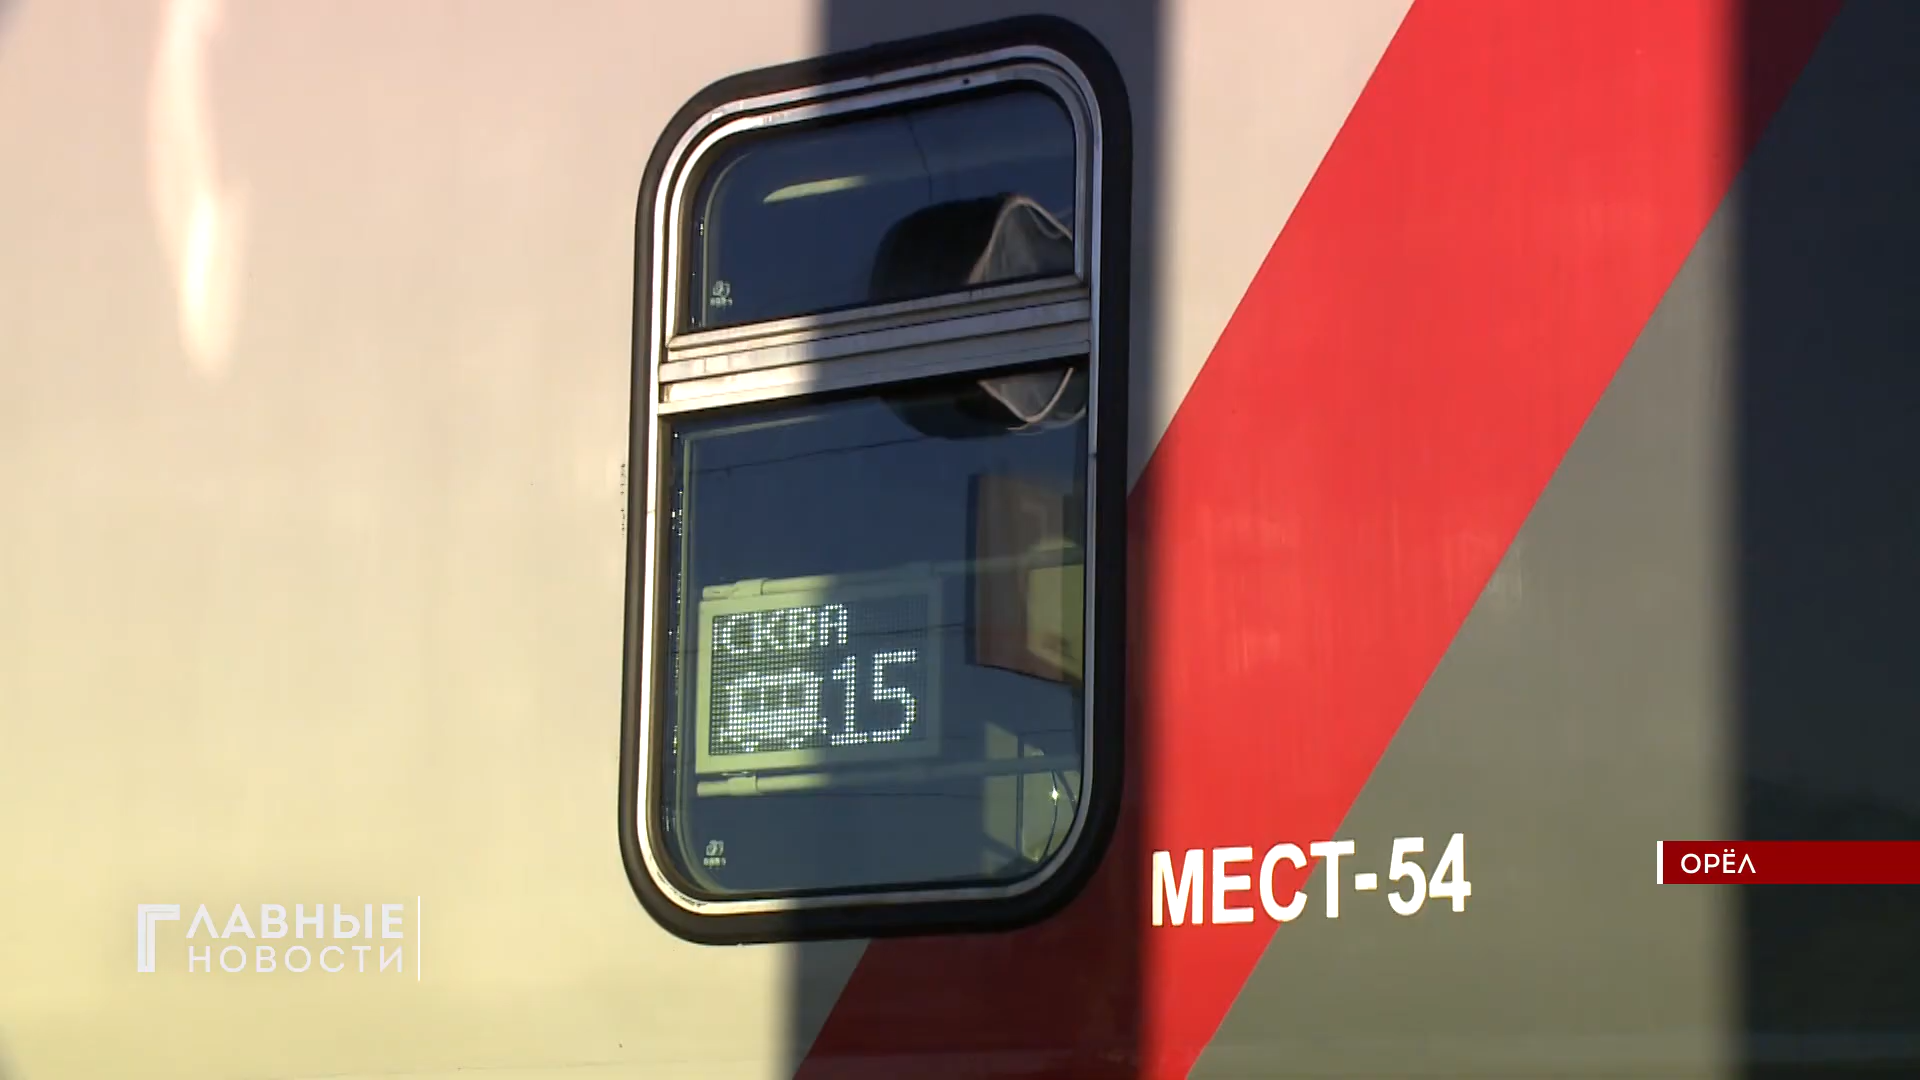 СКВА
15
МЕСТ-54
ОРЁЛ
ГЛАВНЫЕ
НОВОСТИ